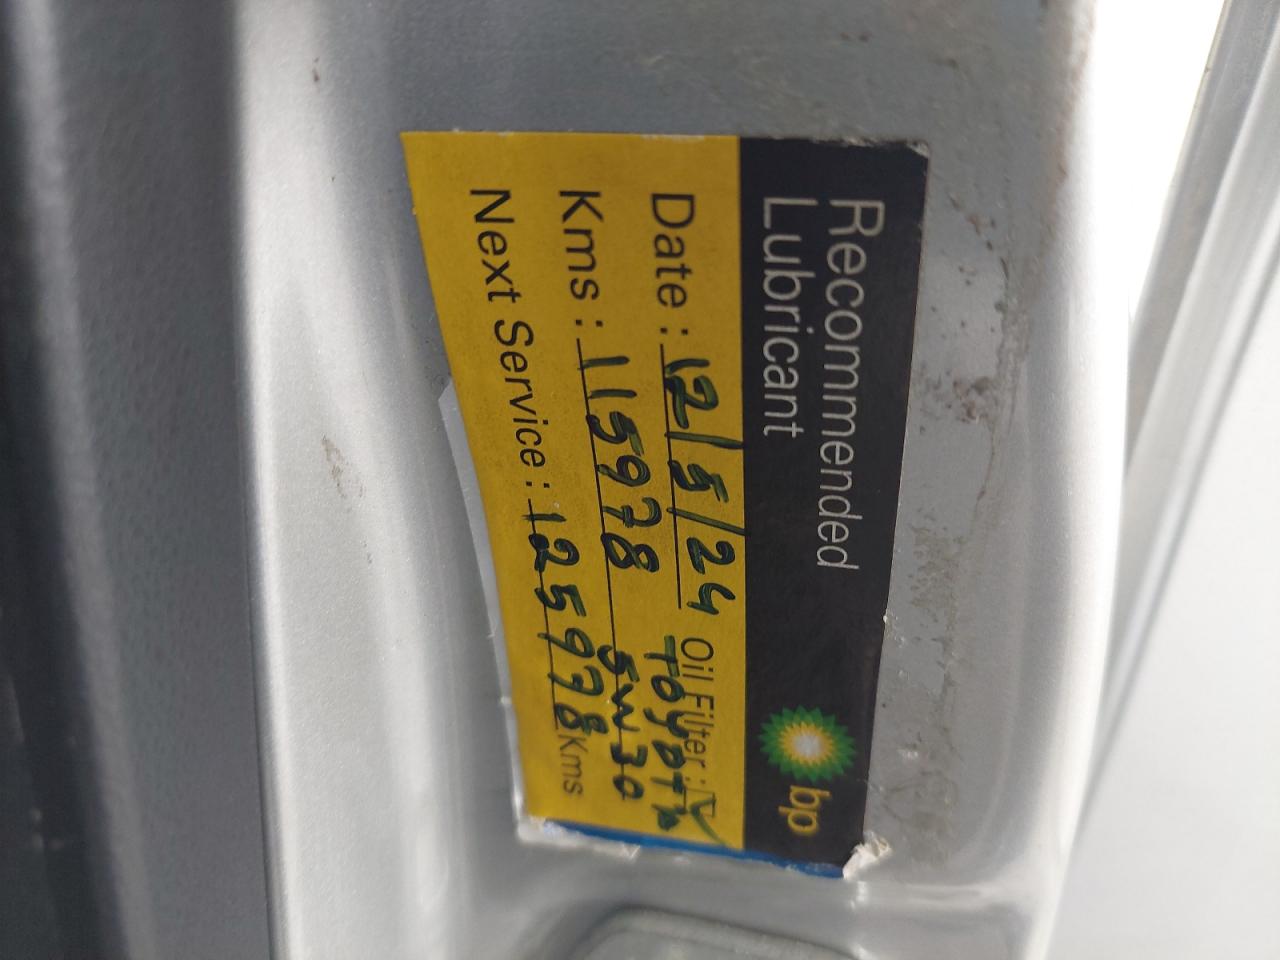 Recommended
Lubricant
bp
Date : 12/5/24 Oil Filter : ✓
TOYOTA
Kms : 115978 5W30
Next Service : 125978 Kms